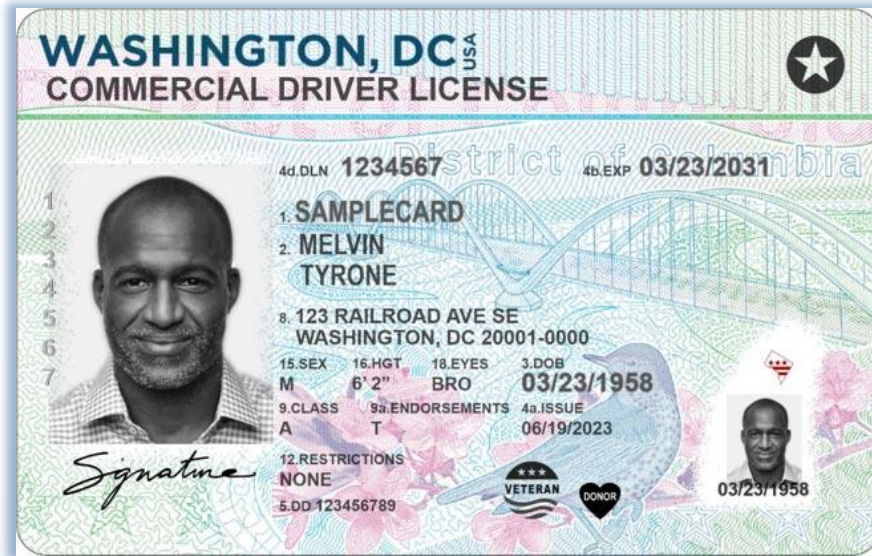 WASHINGTON, DC USA
COMMERCIAL DRIVER LICENSE
District of Columbia
4d.DLN 1234567 4b.EXP 03/23/2031
1. SAMPLECARD
2. MELVIN
TYRONE
8. 123 RAILROAD AVE SE
WASHINGTON, DC 20001-0000
15.SEX 16.HGT 18.EYES 3.DOB
M 6' 2" BRO 03/23/1958
9.CLASS 9a.ENDORSEMENTS 4a.ISSUE
A T 06/19/2023
12.RESTRICTIONS
NONE
5.DD 123456789
1
2
3
4
5
6
7
Signature
VETERAN
DONOR
03/23/1958